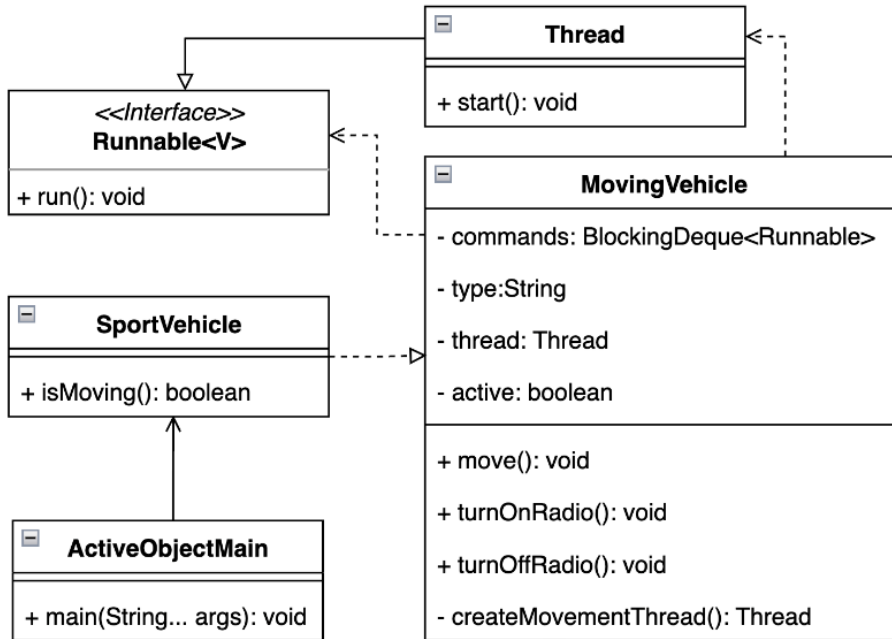 Thread
+ start(): void
<<Interface>>
Runnable<V>
+ run(): void
MovingVehicle
- commands: BlockingDeque<Runnable>
- type:String
- thread: Thread
- active: boolean
+ move(): void
+ turnOnRadio(): void
+ turnOffRadio(): void
- createMovementThread(): Thread
SportVehicle
+ isMoving(): boolean
ActiveObjectMain
+ main(String... args): void